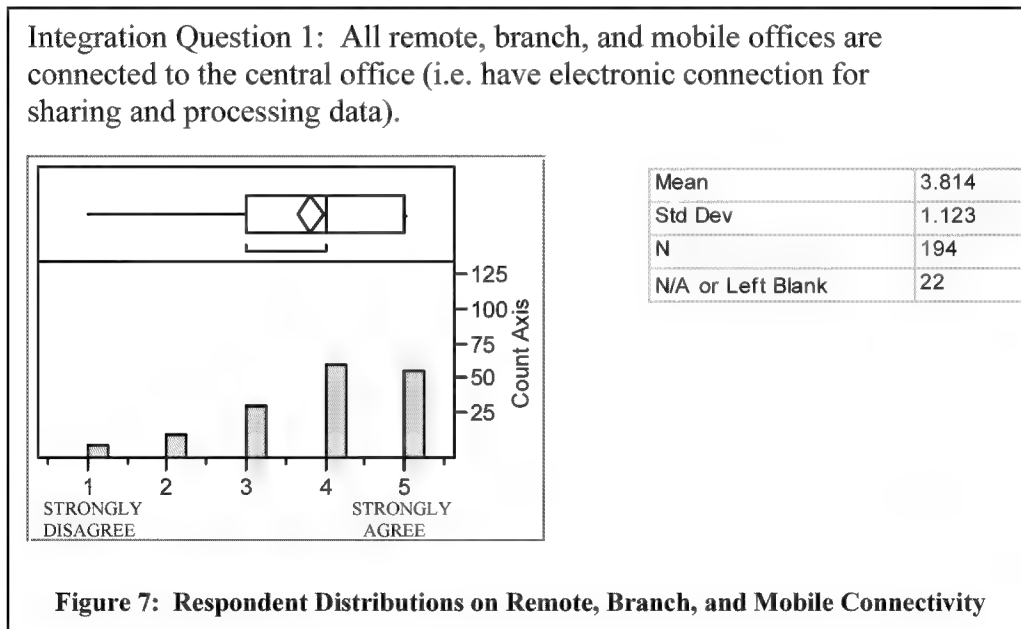 Integration Question 1: All remote, branch, and mobile offices are
connected to the central office (i.e. have electronic connection for
sharing and processing data).
Mean 3.814
Std Dev 1.123
N 194
N/A or Left Blank 22
125
100
75
50
25
Count Axis
1 2 3 4 5
STRONGLY STRONGLY
DISAGREE AGREE
Figure 7: Respondent Distributions on Remote, Branch, and Mobile Connectivity